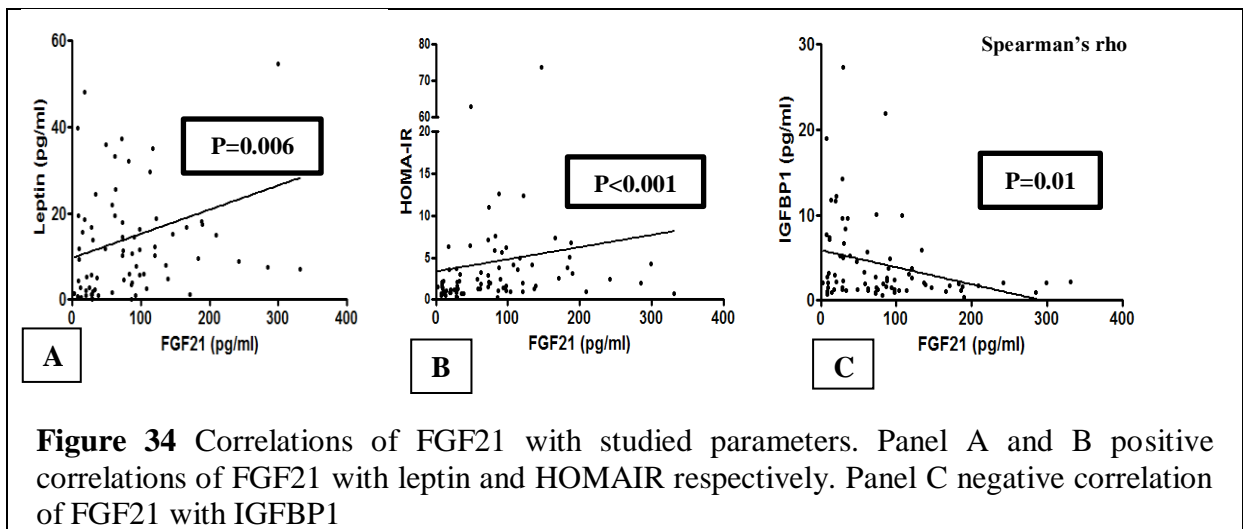 Spearman's rho
60
40
20
0
Leptin (pg/ml)
P=0.006
0 100 200 300 400
FGF21 (pg/ml)
A
80
70
60
20
15
10
5
0
HOMA-IR
P<0.001
0 100 200 300 400
FGF21 (pg/ml)
B
30
20
10
0
IGFBP1 (pg/ml)
P=0.01
0 100 200 300 400
FGF21 (pg/ml)
C
Figure 34 Correlations of FGF21 with studied parameters. Panel A and B positive
correlations of FGF21 with leptin and HOMAIR respectively. Panel C negative correlation
of FGF21 with IGFBP1